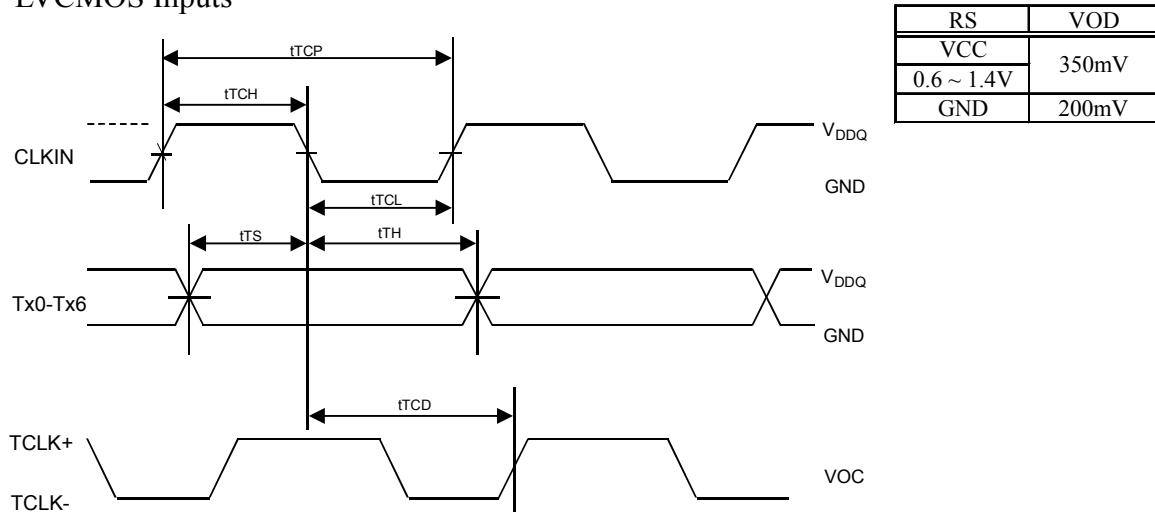 LVCMOS Inputs
RS VOD
VCC 350mV
0.6 ~ 1.4V
GND 200mV
tTCP
tTCH
VDDQ
CLKIN
GND
tTCL
tTS tTH
VDDQ
Tx0-Tx6
GND
tTCD
TCLK+
VOC
TCLK-